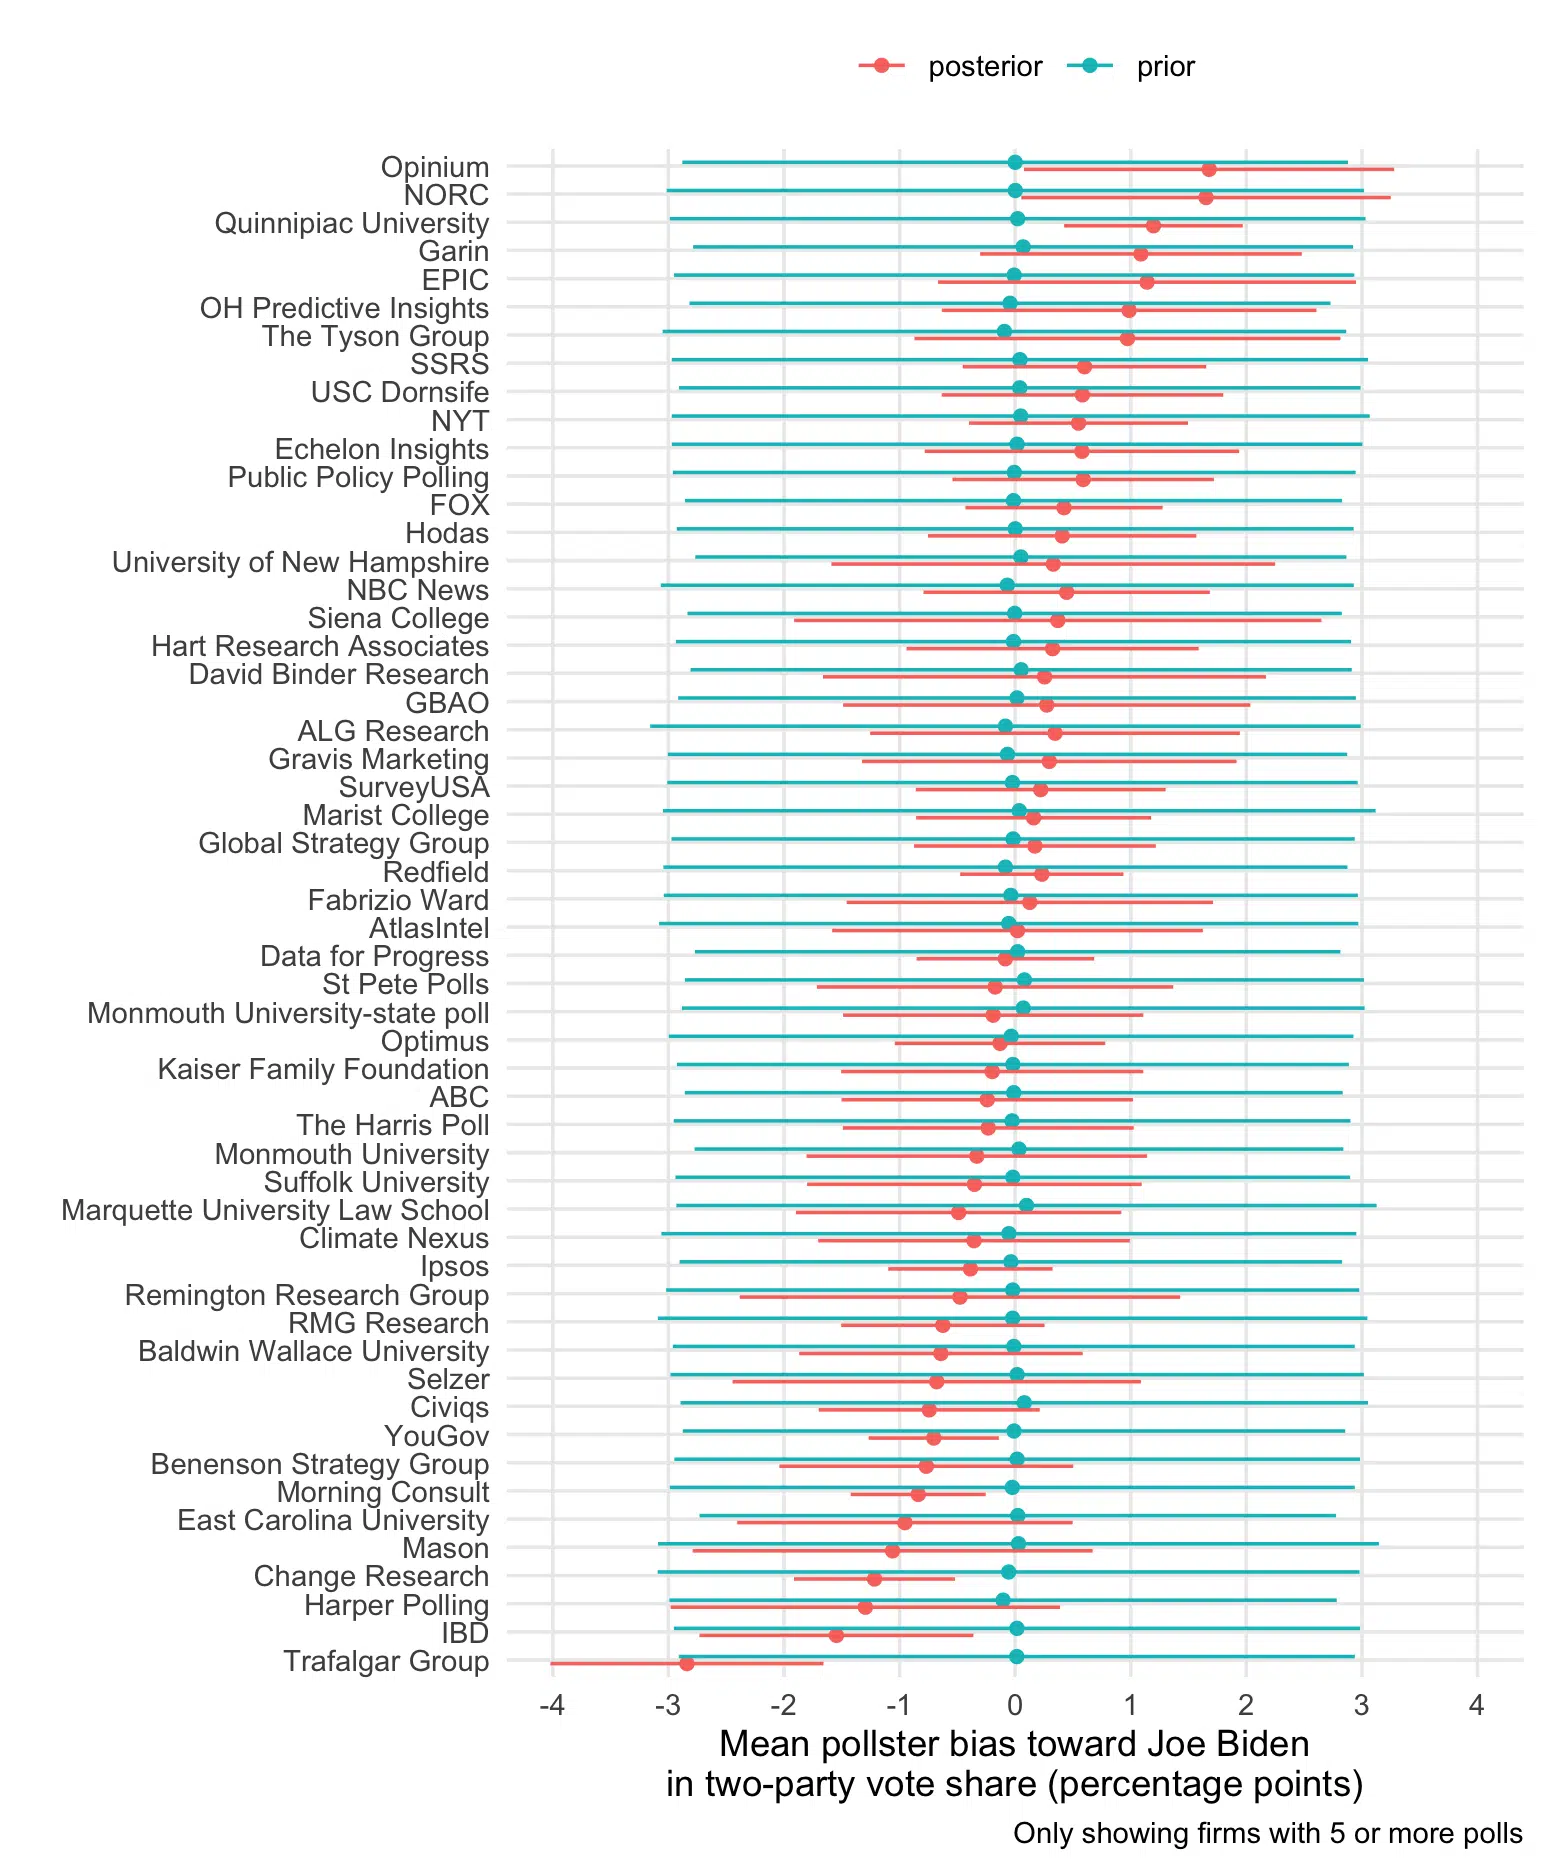 posterior prior
Opinium
NORC
Quinnipiac University
Garin
EPIC
OH Predictive Insights
The Tyson Group
SSRS
USC Dornsife
NYT
Echelon Insights
Public Policy Polling
FOX
Hodas
University of New Hampshire
NBC News
Siena College
Hart Research Associates
David Binder Research
GBAO
ALG Research
Gravis Marketing
SurveyUSA
Marist College
Global Strategy Group
Redfield
Fabrizio Ward
AtlasIntel
Data for Progress
St Pete Polls
Monmouth University-state poll
Optimus
Kaiser Family Foundation
ABC
The Harris Poll
Monmouth University
Suffolk University
Marquette University Law School
Climate Nexus
Ipsos
Remington Research Group
RMG Research
Baldwin Wallace University
Selzer
Civiqs
YouGov
Benenson Strategy Group
Morning Consult
East Carolina University
Mason
Change Research
Harper Polling
IBD
Trafalgar Group
-4 -3 -2 -1 0 1 2 3 4
Mean pollster bias toward Joe Biden
in two-party vote share (percentage points)
Only showing firms with 5 or more polls